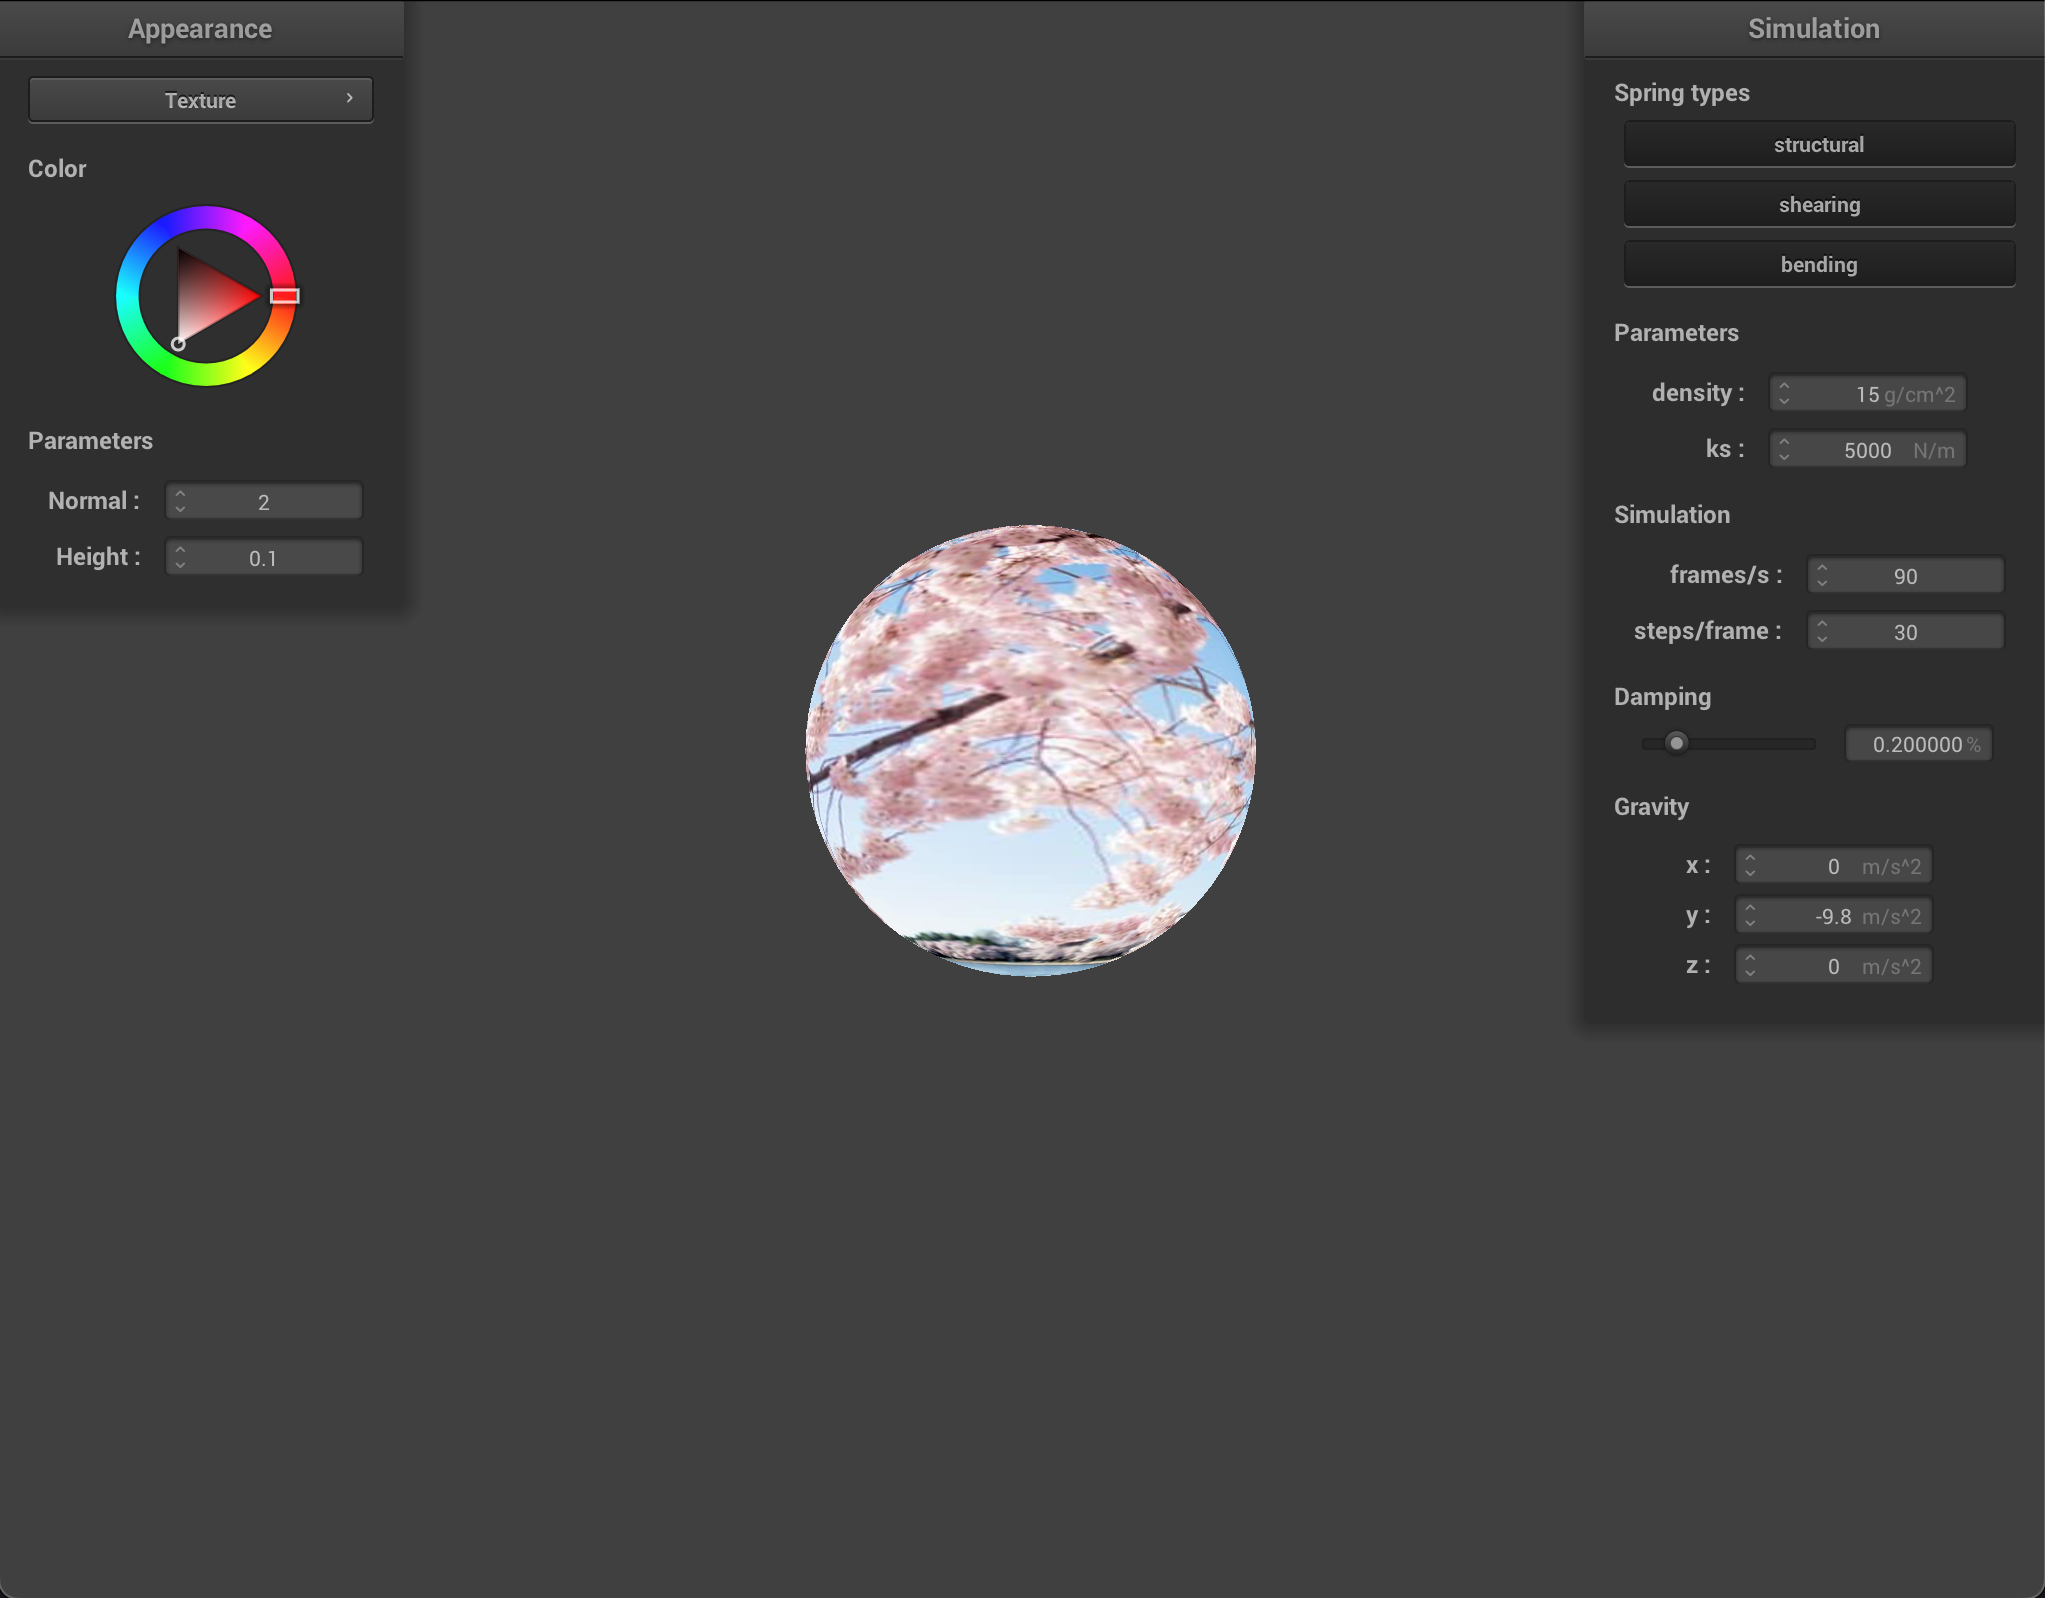 Appearance
Texture
Color
Parameters
Normal : 2
Height : 0.1
Simulation
Spring types
structural
shearing
bending
Parameters
density : 15 g/cm^2
ks : 5000 N/m
Simulation
frames/s : 90
steps/frame : 30
Damping
0.200000 %
Gravity
x : 0 m/s^2
y : -9.8 m/s^2
z : 0 m/s^2